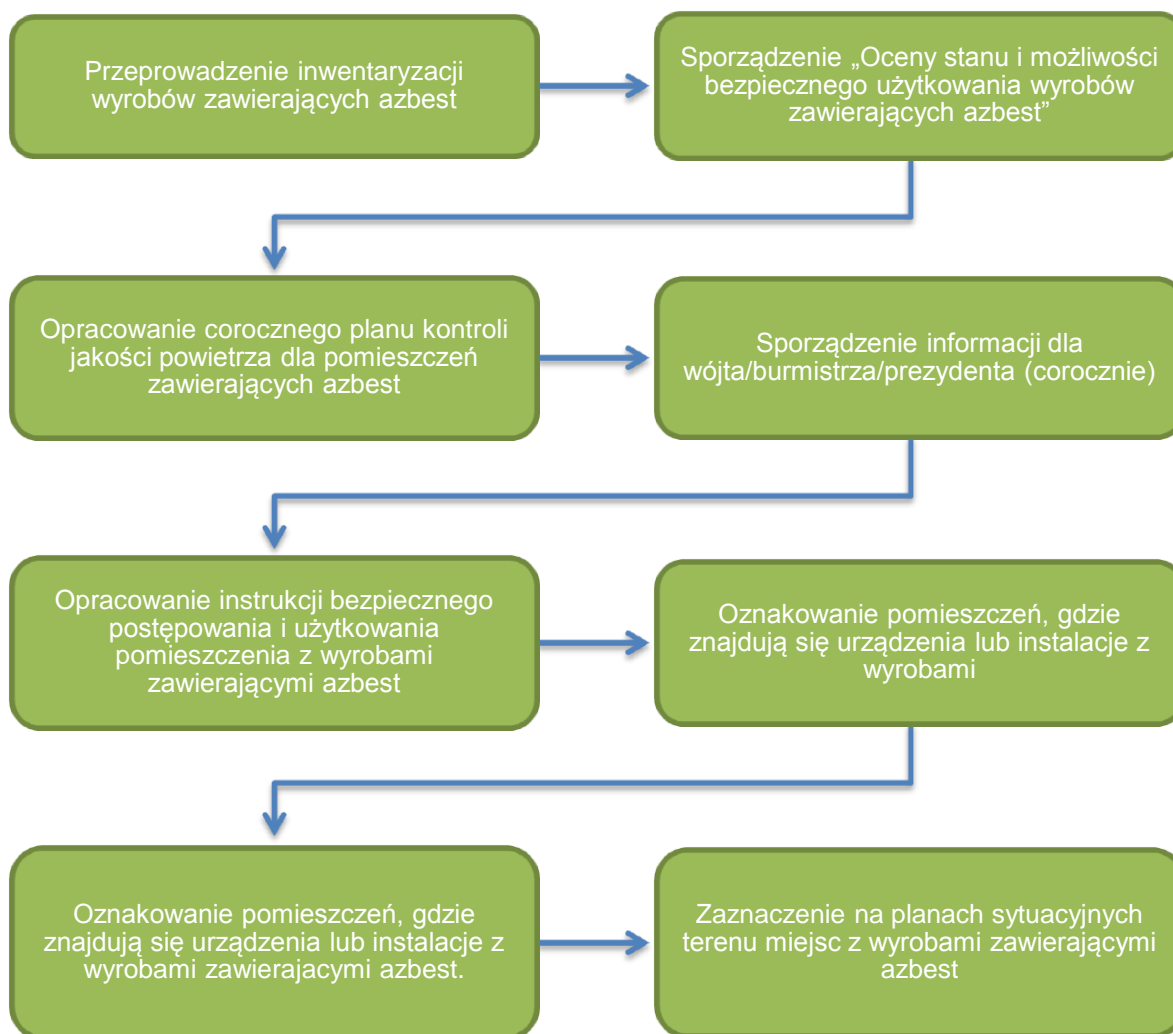 Przeprowadzenie inwentaryzacji
wyrobów zawierających azbest
Sporządzenie „Oceny stanu i możliwości
bezpiecznego użytkowania wyrobów
zawierających azbest”
Opracowanie corocznego planu kontroli
jakości powietrza dla pomieszczeń
zawierających azbest
Sporządzenie informacji dla
wójta/burmistrza/prezydenta (corocznie)
Opracowanie instrukcji bezpiecznego
postępowania i użytkowania
pomieszczenia z wyrobami
zawierającymi azbest
Oznakowanie pomieszczeń, gdzie
znajdują się urządzenia lub instalacje z
wyrobami
Oznakowanie pomieszczeń, gdzie
znajdują się urządzenia lub instalacje z
wyrobami zawierajacymi azbest.
Zaznaczenie na planach sytuacyjnych
terenu miejsc z wyrobami zawierającymi
azbest